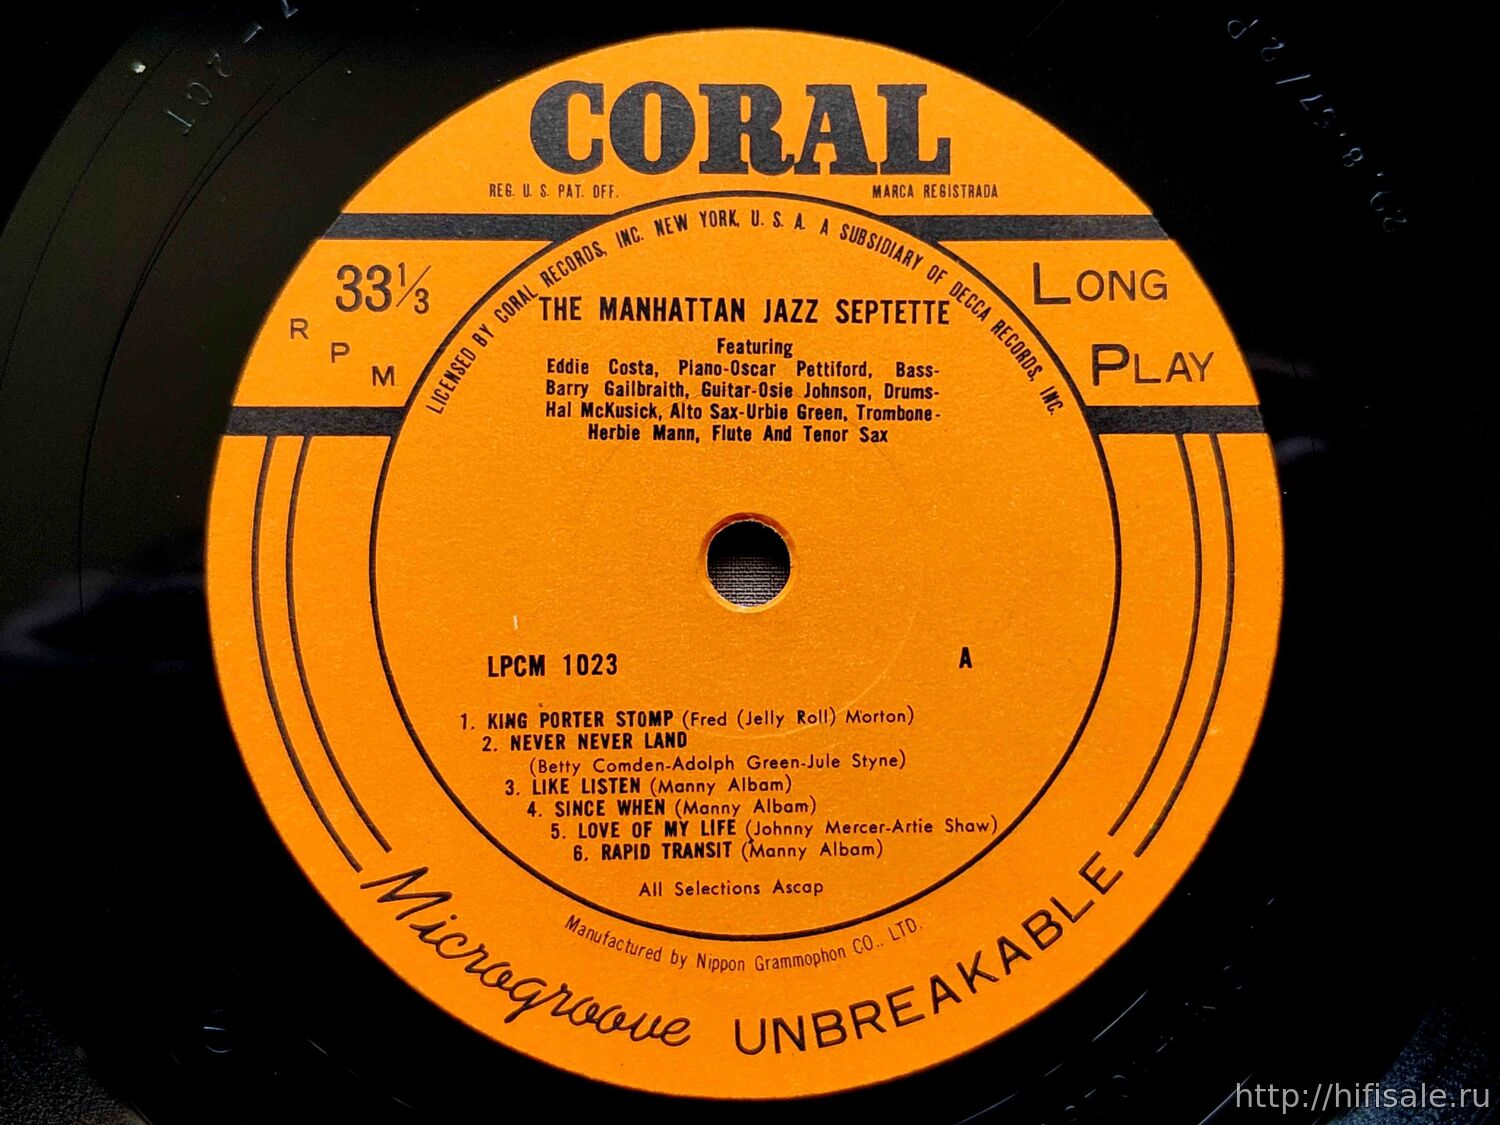 CORAL
REG. U. S. PAT. OFF.
MARCA REGISTRADA
LICENSED BY CORAL RECORDS, INC. NEW YORK, U. S. A. A SUBSIDIARY OF DECCA RECORDS, INC.
33 1/3
RPM
LONG
PLAY
THE MANHATTAN JAZZ SEPTETTE
Featuring
Eddie Costa, Piano-Oscar Pettiford, Bass-
Barry Gailbraith, Guitar-Osie Johnson, Drums-
Hal McKusick, Alto Sax-Urbie Green, Trombone-
Herbie Mann, Flute And Tenor Sax
LPCM 1023
A
1. KING PORTER STOMP (Fred (Jelly Roll) Morton)
2. NEVER NEVER LAND
(Betty Comden-Adolph Green-Jule Styne)
3. LIKE LISTEN (Manny Albam)
4. SINCE WHEN (Manny Albam)
5. LOVE OF MY LIFE (Johnny Mercer-Artie Shaw)
6. RAPID TRANSIT (Manny Albam)
All Selections Ascap
Manufactured by Nippon Grammophon CO., LTD.
Microgroove UNBREAKABLE
http://hifisale.ru